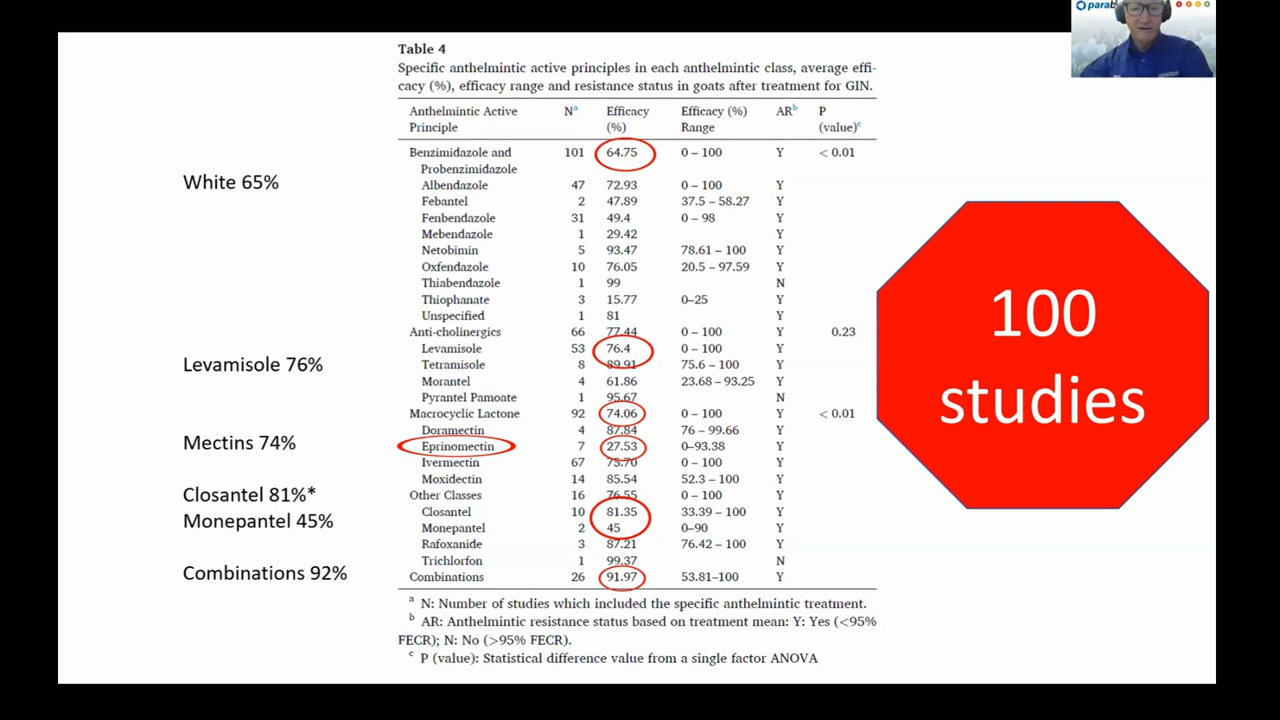 parab
Table 4
Specific anthelmintic active principles in each anthelmintic class, average effi-
cacy (%), efficacy range and resistance status in goats after treatment for GIN.
Anthelmintic Active Principle N^a Efficacy (%) Efficacy (%) Range AR^b P (value)^c
Benzimidazole and Probenzimidazole 101 64.75 0 – 100 Y < 0.01
White 65%
Albendazole 47 72.93 0 – 100 Y
Febantel 2 47.89 37.5 – 58.27 Y
Fenbendazole 31 49.4 0 – 98 Y
Mebendazole 1 29.42 Y
Netobimin 5 93.47 78.61 – 100 Y
Oxfendazole 10 76.05 20.5 – 97.59 Y
Thiabendazole 1 99 N
Thiophanate 3 15.77 0–25 Y
Unspecified 1 81 Y
Anti-cholinergics 66 77.44 0 – 100 Y 0.23
Levamisole 53 76.4 0 – 100 Y
Levamisole 76%
Tetramisole 8 89.91 75.6 – 100 Y
Morantel 4 61.86 23.68 – 93.25 Y
Pyrantel Pamoate 1 95.67 N
Macrocyclic Lactone 92 74.06 0 – 100 Y < 0.01
Doramectin 4 87.84 76 – 99.66 Y
Mectins 74%
Eprinomectin 7 27.53 0–93.38 Y
Ivermectin 67 75.70 0 – 100 Y
Moxidectin 14 85.54 52.3 – 100 Y
Other Classes 16 76.55 0 – 100 Y
Closantel 81%*
Closantel 10 81.35 33.39 – 100 Y
Monepantel 45%
Monepantel 2 45 0–90 Y
Rafoxanide 3 87.21 76.42 – 100 Y
Trichlorfon 1 99.37 N
Combinations 92%
Combinations 26 91.97 53.81–100 Y
a N: Number of studies which included the specific anthelmintic treatment.
b AR: Anthelmintic resistance status based on treatment mean: Y: Yes (<95%
FECR); N: No (>95% FECR).
c P (value): Statistical difference value from a single factor ANOVA
100
studies